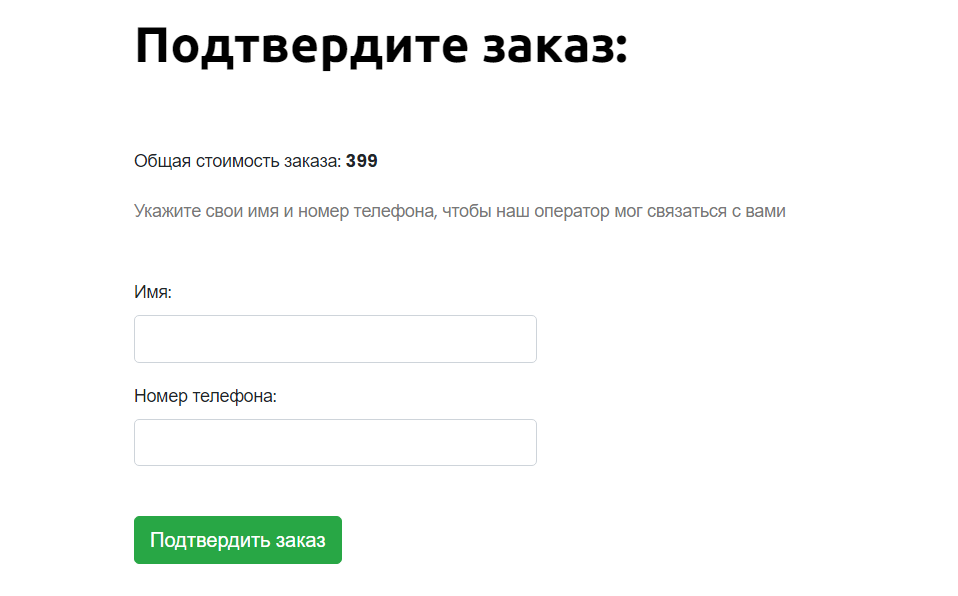 Подтвердите заказ:
Общая стоимость заказа: 399
Укажите свои имя и номер телефона, чтобы наш оператор мог связаться с вами
Имя:
Номер телефона:
Подтвердить заказ